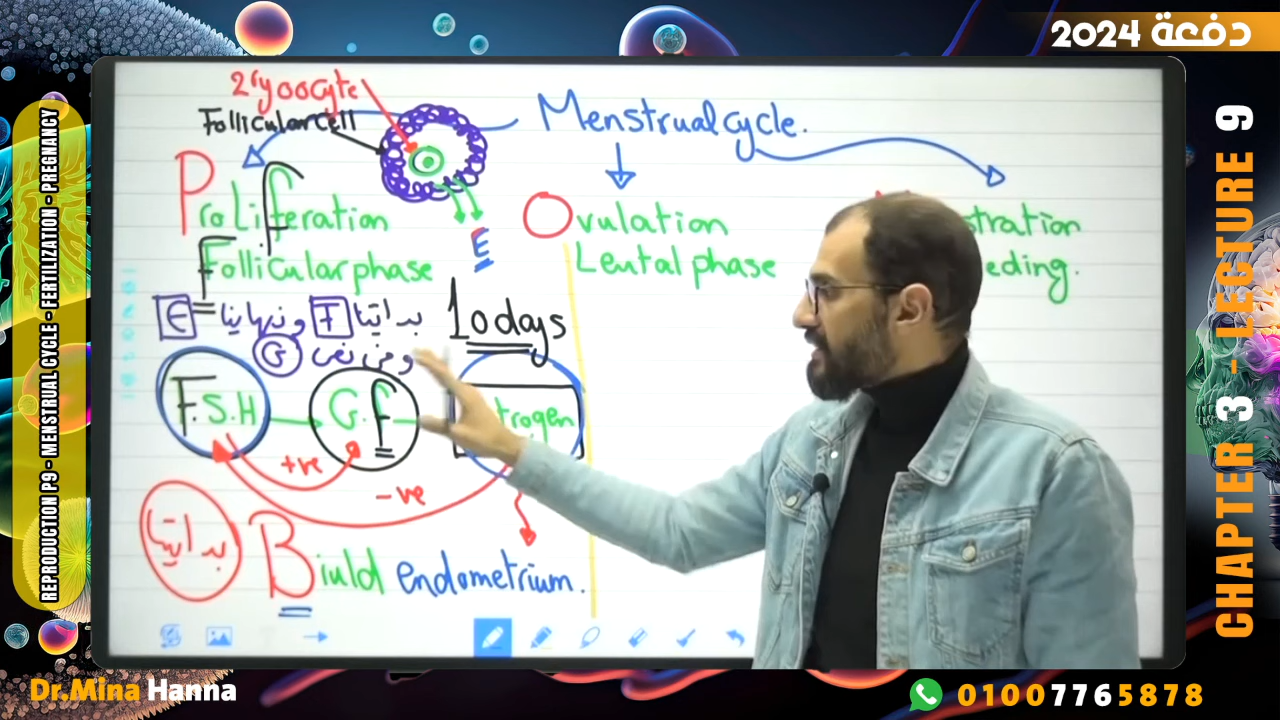 دفعة 2024
REPRODUCTION P9 - MENSTRUAL CYCLE - FERTILIZATION - PREGNANCY
CHAPTER 3 - LECTURE 9
2ry oocyte
Follicular cell
Menstrual cycle.
Proliferation
Follicular phase
E
Ovulation
Leutal phase
stration
eding.
بدايتها F ونهايتها E
ومن نص G
10 days
F.S.H
G.f
trogen
+ve
-ve
بدايتها
Biuld endometrium.
Dr.Mina Hanna
01007765878